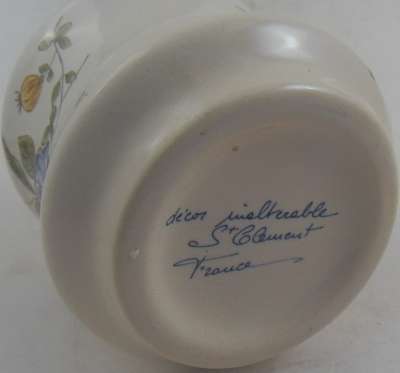 décor inaltérable
St Clément
France